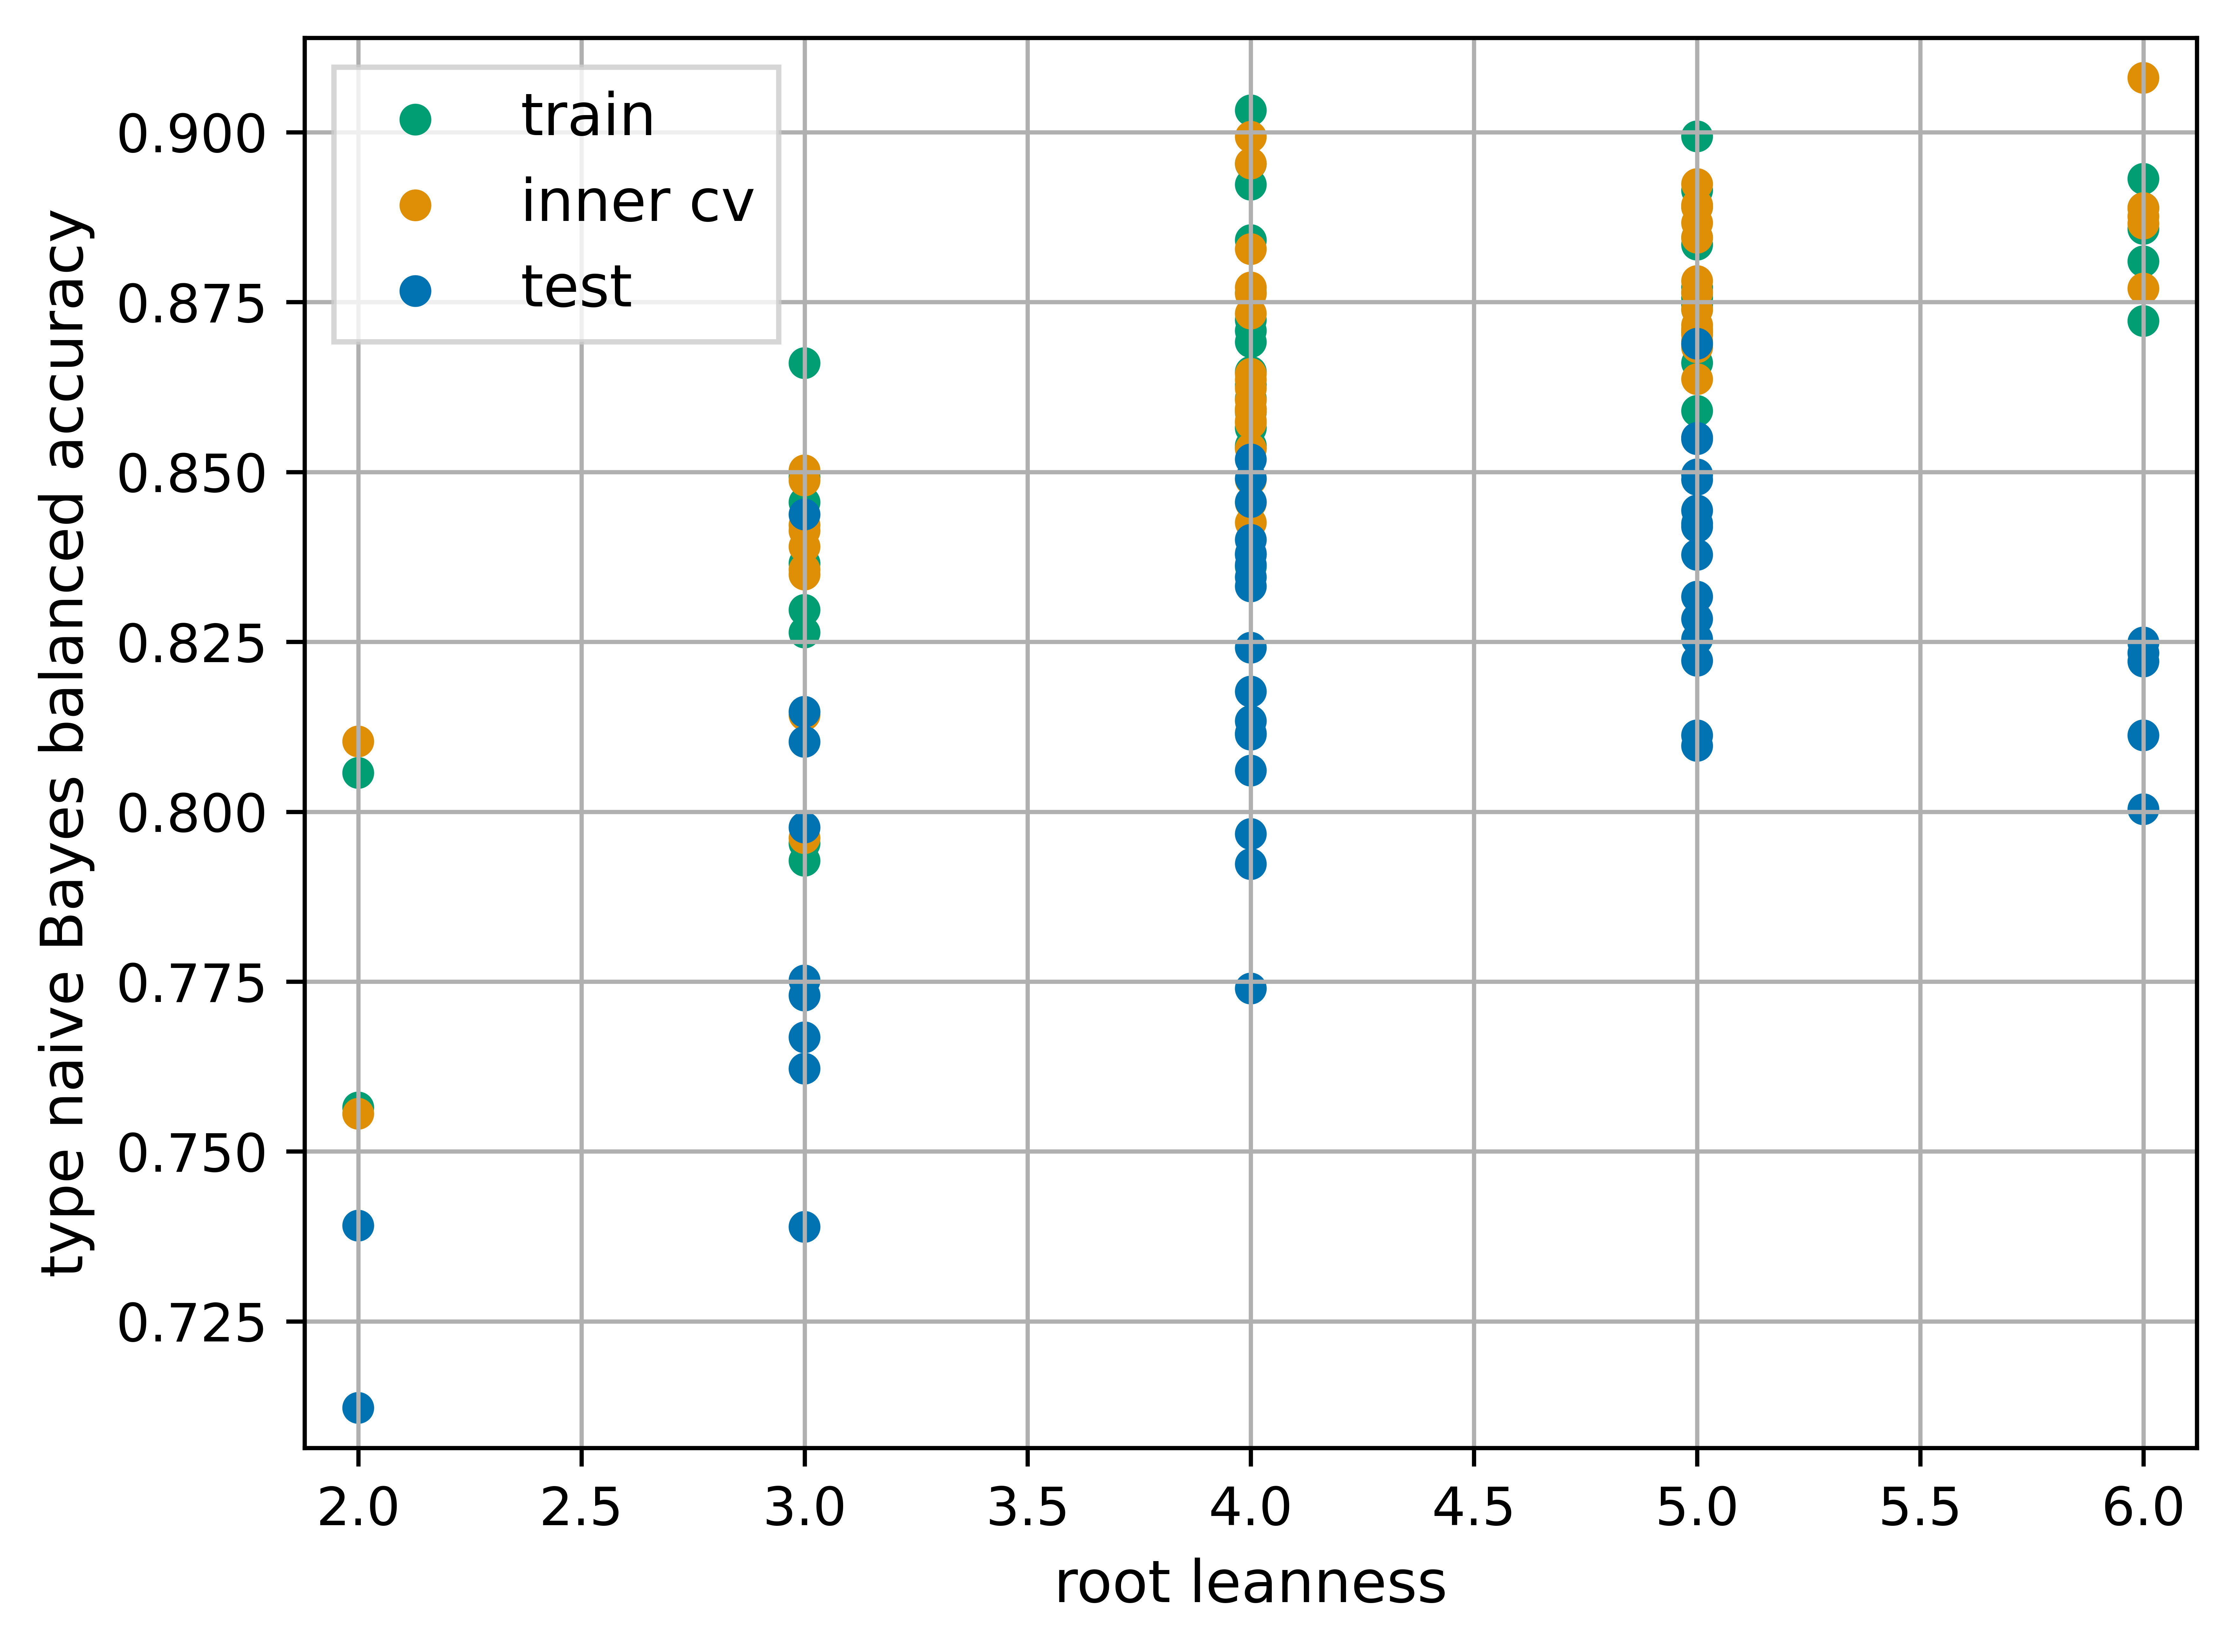 train
inner cv
test
0.900
0.875
0.850
0.825
0.800
0.775
0.750
0.725
type naive Bayes balanced accuracy
2.0 2.5 3.0 3.5 4.0 4.5 5.0 5.5 6.0
root leanness